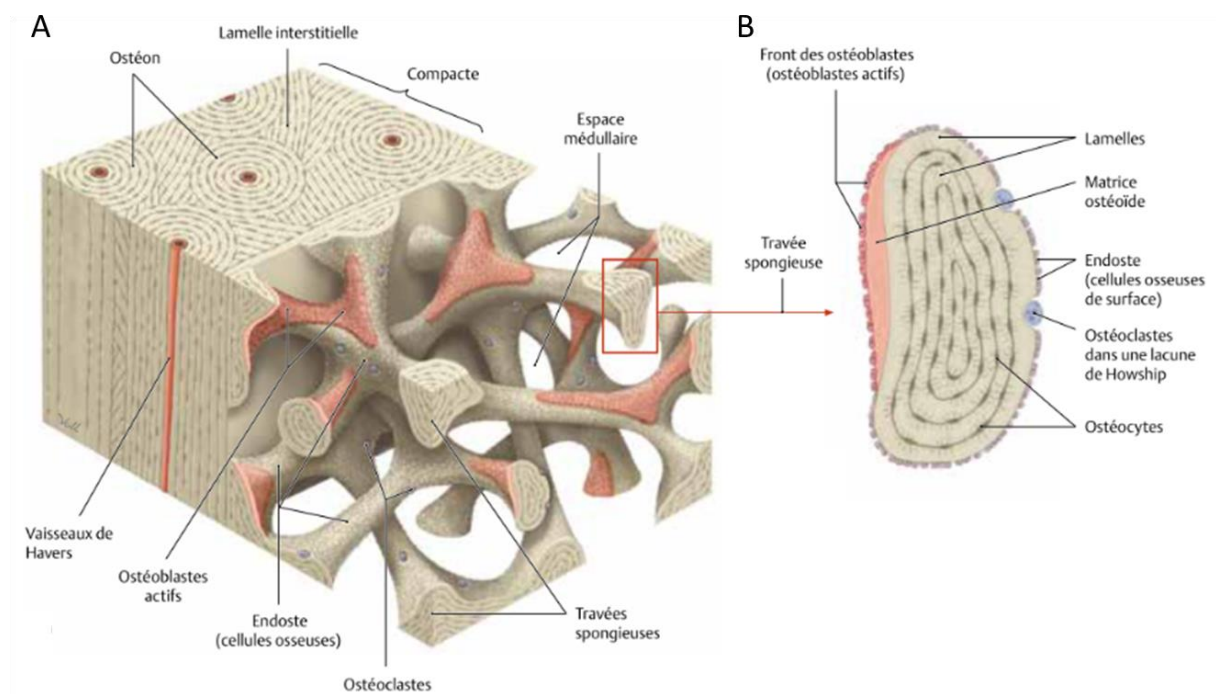 A
Lamelle interstitielle
Ostéon
Compacte
Espace
médullaire
Vaisseaux de
Havers
Ostéoblastes
actifs
Endoste
(cellules osseuses)
Ostéoclastes
Travées
spongieuses
Travée
spongieuse
B
Front des ostéoblastes
(ostéoblastes actifs)
Lamelles
Matrice
ostéoïde
Endoste
(cellules osseuses
de surface)
Ostéoclastes
dans une lacune
de Howship
Ostéocytes